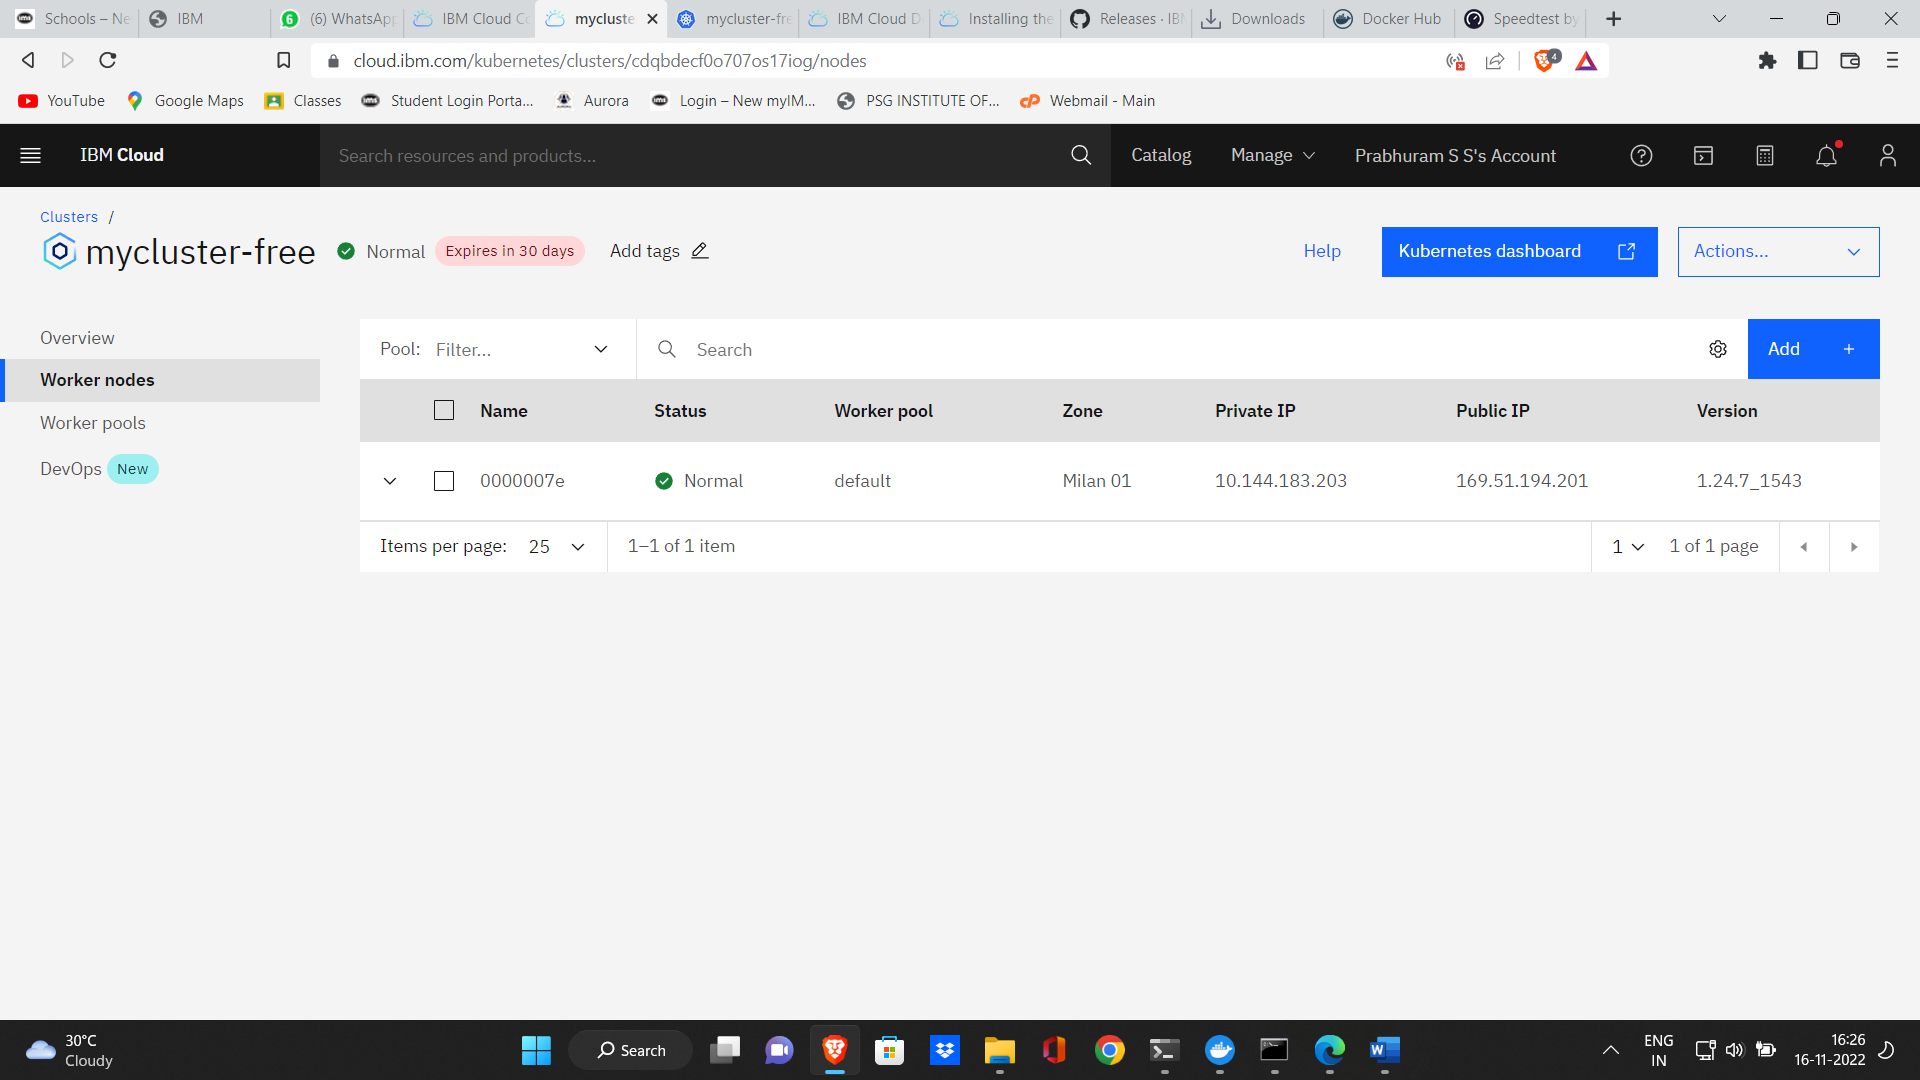 Schools – Ne
IBM
(6) WhatsApp
IBM Cloud Co
mycluste
mycluster-fre
IBM Cloud D
Installing the
Releases · IBM
Downloads
Docker Hub
Speedtest by
cloud.ibm.com/kubernetes/clusters/cdqbdecf0o707os17iog/nodes
4
YouTube
Google Maps
Classes
Student Login Porta...
Aurora
Login – New myIM...
PSG INSTITUTE OF...
Webmail - Main
IBM Cloud
Search resources and products...
Catalog
Manage
Prabhuram S S's Account
Clusters /
mycluster-free
Normal
Expires in 30 days
Add tags
Help
Kubernetes dashboard
Actions...
Overview
Worker nodes
Worker pools
DevOps New
Pool: Filter...
Search
Add +
Name Status Worker pool Zone Private IP Public IP Version
0000007e Normal default Milan 01 10.144.183.203 169.51.194.201 1.24.7_1543
Items per page: 25
1–1 of 1 item
1
1 of 1 page
30°C
Cloudy
Search
ENG
IN
16:26
16-11-2022